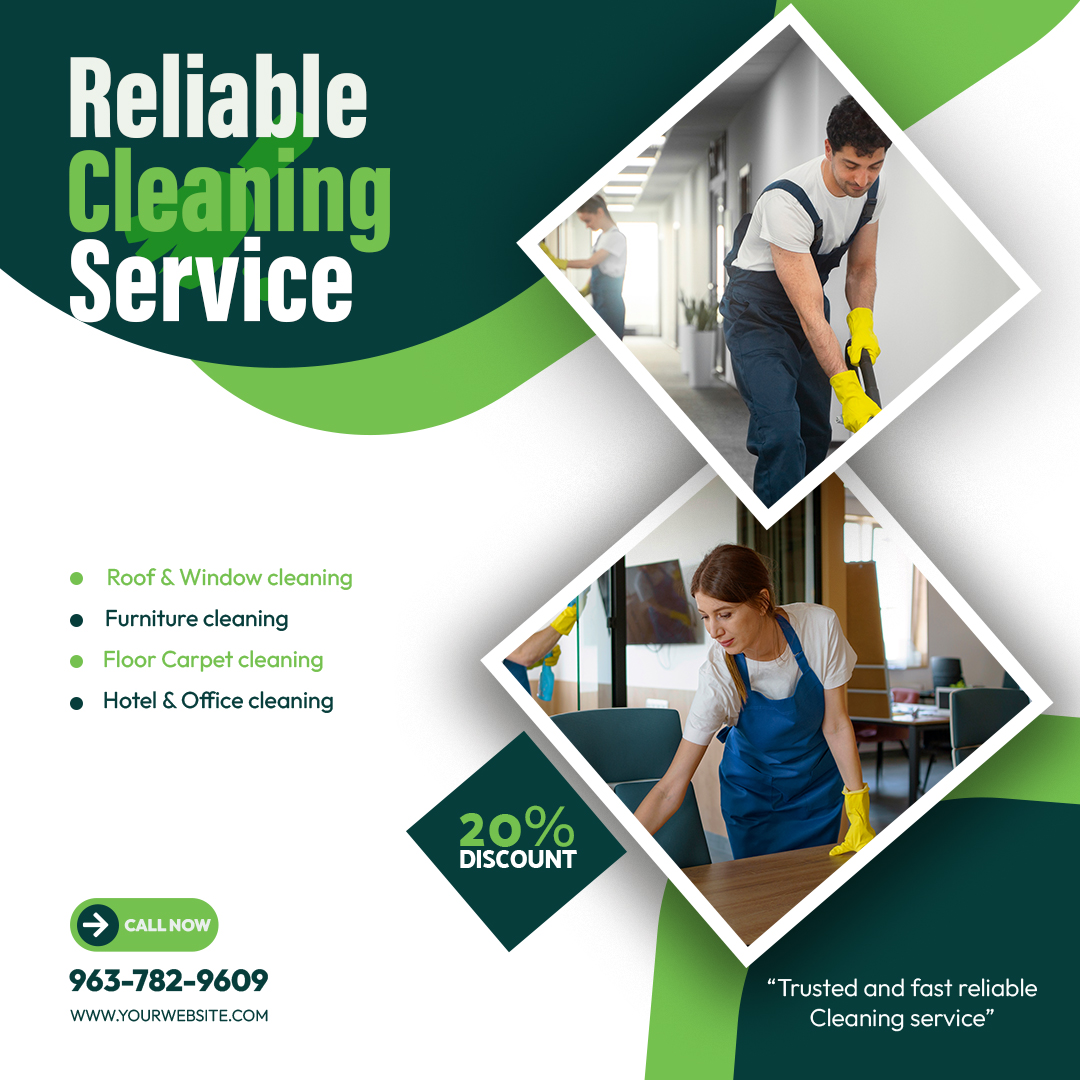 Reliable
Cleaning
Service
Roof & Window cleaning
Furniture cleaning
Floor Carpet cleaning
Hotel & Office cleaning
20%
DISCOUNT
CALL NOW
963-782-9609
WWW.YOURWEBSITE.COM
“Trusted and fast reliable
Cleaning service”